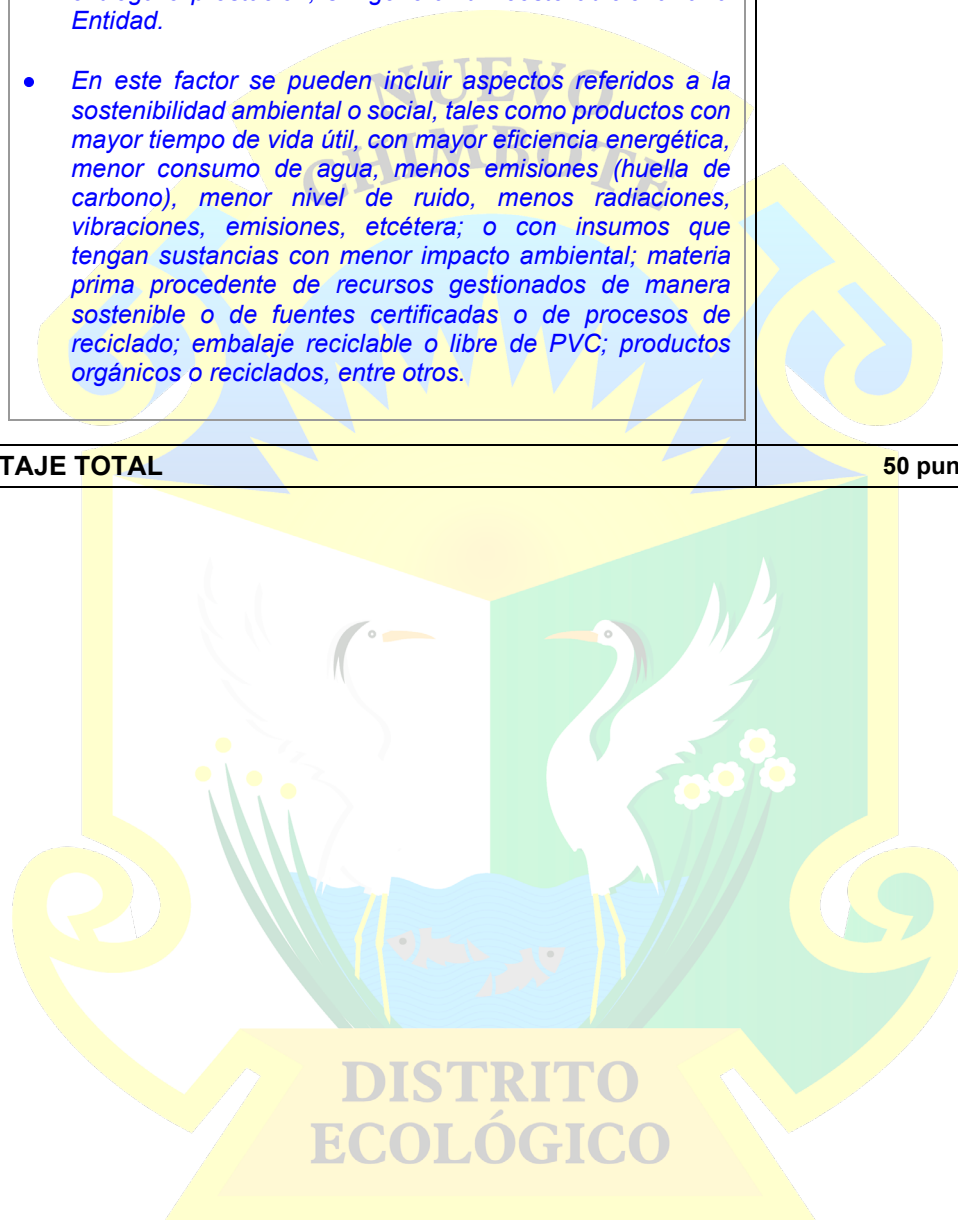 Entidad.
● En este factor se pueden incluir aspectos referidos a la
sostenibilidad ambiental o social, tales como productos con
mayor tiempo de vida útil, con mayor eficiencia energética,
menor consumo de agua, menos emisiones (huella de
carbono), menor nivel de ruido, menos radiaciones,
vibraciones, emisiones, etcétera; o con insumos que
tengan sustancias con menor impacto ambiental; materia
prima procedente de recursos gestionados de manera
sostenible o de fuentes certificadas o de procesos de
reciclado; embalaje reciclable o libre de PVC; productos
orgánicos o reciclados, entre otros.
TAJE TOTAL 50 pun
NUEVO
CHIMBOTE
DISTRITO
ECOLÓGICO